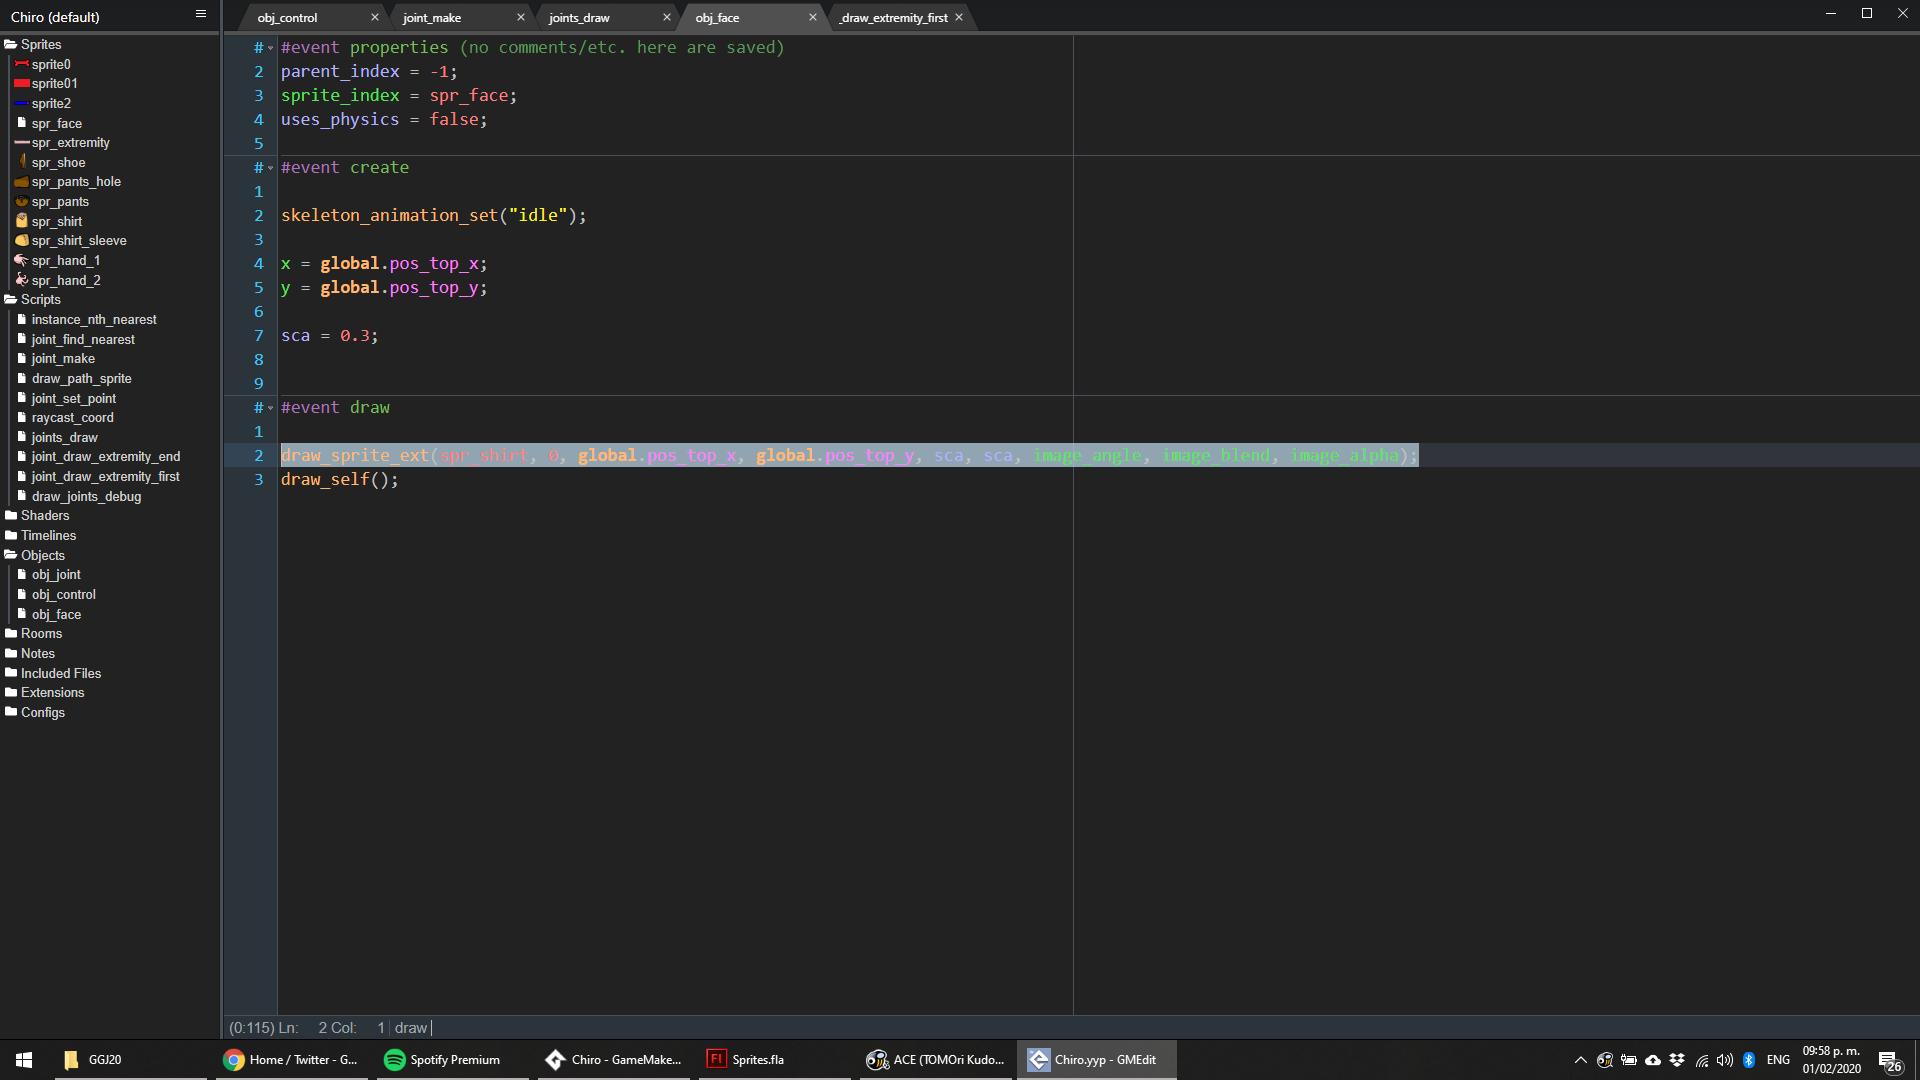 Chiro (default)
obj_control
joint_make
joints_draw
obj_face
_draw_extremity_first
Sprites
sprite0
sprite01
sprite2
spr_face
spr_extremity
spr_shoe
spr_pants_hole
spr_pants
spr_shirt
spr_shirt_sleeve
spr_hand_1
spr_hand_2
Scripts
instance_nth_nearest
joint_find_nearest
joint_make
draw_path_sprite
joint_set_point
raycast_coord
joints_draw
joint_draw_extremity_end
joint_draw_extremity_first
draw_joints_debug
Shaders
Timelines
Objects
obj_joint
obj_control
obj_face
Rooms
Notes
Included Files
Extensions
Configs
# #event properties (no comments/etc. here are saved)
2 parent_index = -1;
3 sprite_index = spr_face;
4 uses_physics = false;
5
# #event create
1
2 skeleton_animation_set("idle");
3
4 x = global.pos_top_x;
5 y = global.pos_top_y;
6
7 sca = 0.3;
8
9
# #event draw
1
2 draw_sprite_ext(spr_shirt, 0, global.pos_top_x, global.pos_top_y, sca, sca, image_angle, image_blend, image_alpha);
3 draw_self();
(0:115) Ln: 2 Col: 1 draw
GGJ20
Home / Twitter - G...
Spotify Premium
Chiro - GameMake...
Fl
Sprites.fla
ACE (TOMOri Kudo...
Chiro.yyp - GMEdit
ENG
09:58 p. m.
01/02/2020
26